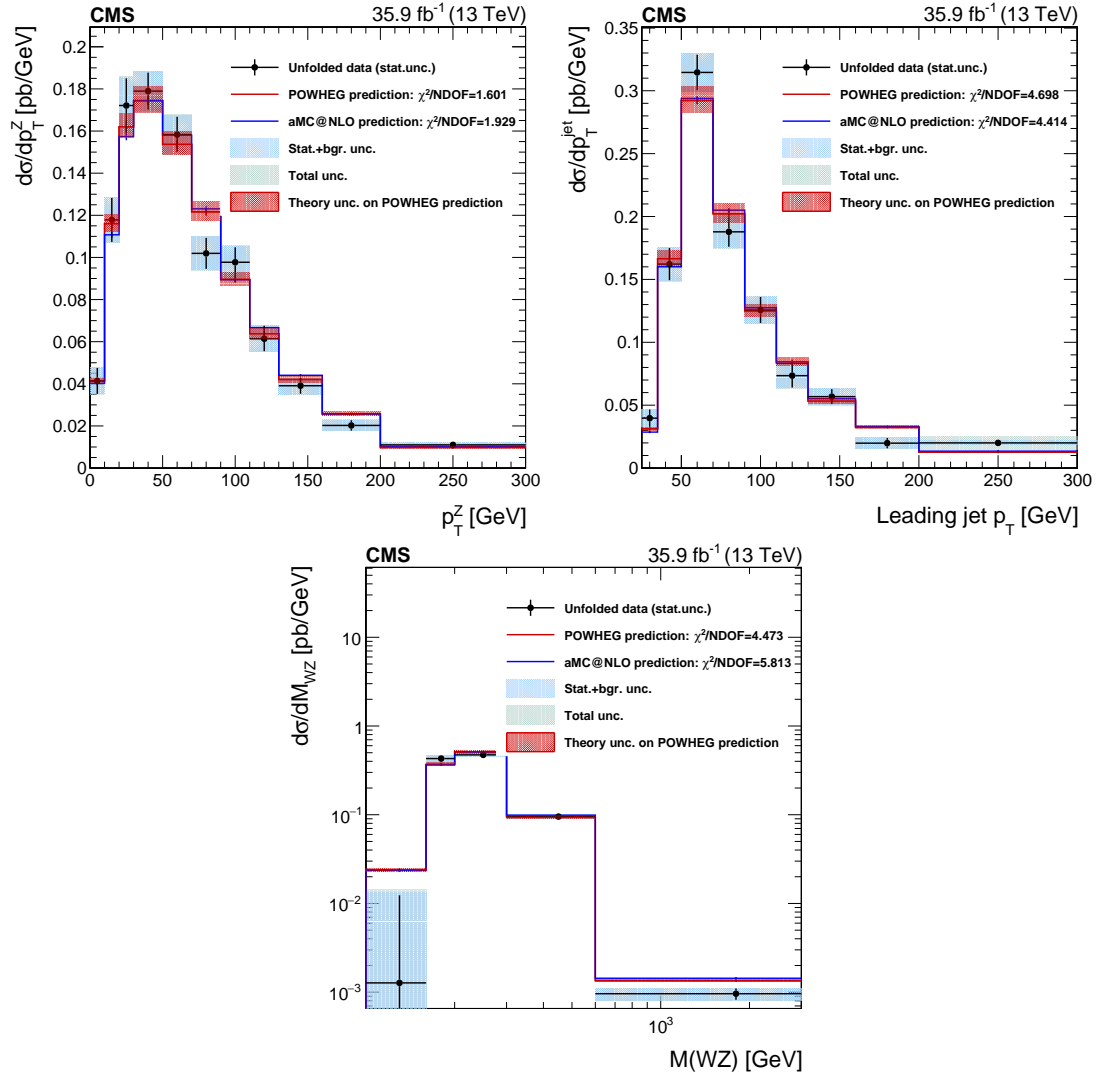 CMS 35.9 fb⁻¹ (13 TeV)
dσ/dp_T^Z [pb/GeV]
0.2
0.18
0.16
0.14
0.12
0.1
0.08
0.06
0.04
0.02
0
Unfolded data (stat.unc.)
POWHEG prediction: χ²/NDOF=1.601
aMC@NLO prediction: χ²/NDOF=1.929
Stat.+bgr. unc.
Total unc.
Theory unc. on POWHEG prediction
0 50 100 150 200 250 300
p_T^Z [GeV]
CMS 35.9 fb⁻¹ (13 TeV)
dσ/dp_T^jet [pb/GeV]
0.35
0.3
0.25
0.2
0.15
0.1
0.05
0
Unfolded data (stat.unc.)
POWHEG prediction: χ²/NDOF=4.698
aMC@NLO prediction: χ²/NDOF=4.414
Stat.+bgr. unc.
Total unc.
Theory unc. on POWHEG prediction
50 100 150 200 250 300
Leading jet p_T [GeV]
CMS 35.9 fb⁻¹ (13 TeV)
dσ/dM_WZ [pb/GeV]
10
1
10⁻¹
10⁻²
10⁻³
Unfolded data (stat.unc.)
POWHEG prediction: χ²/NDOF=4.473
aMC@NLO prediction: χ²/NDOF=5.813
Stat.+bgr. unc.
Total unc.
Theory unc. on POWHEG prediction
10³
M(WZ) [GeV]